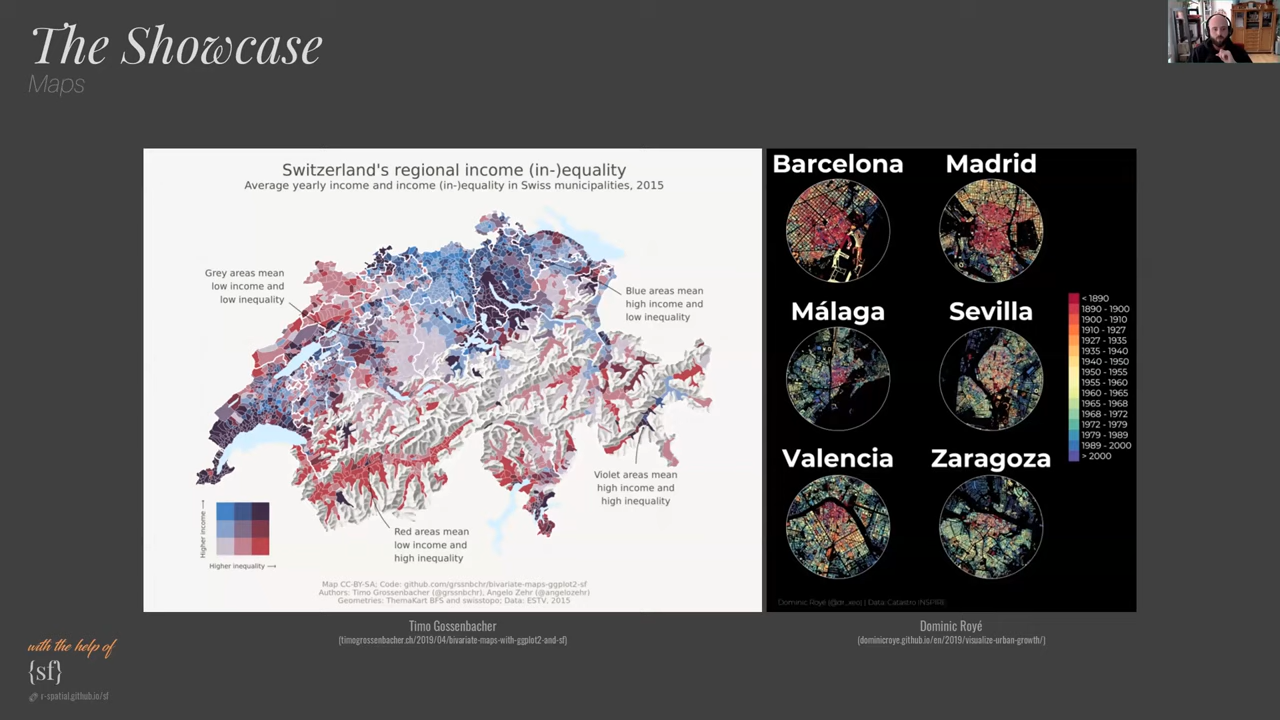 The Showcase
Maps
Switzerland's regional income (in-)equality
Average yearly income and income (in-)equality in Swiss municipalities, 2015
Grey areas mean
low income and
low inequality
Blue areas mean
high income and
low inequality
Violet areas mean
high income and
high inequality
Red areas mean
low income and
high inequality
Higher income →
Higher inequality →
Map CC-BY-SA; Code: github.com/grssnbchr/bivariate-maps-ggplot2-sf
Authors: Timo Grossenbacher (@grssnbchr), Angelo Zehr (@angelozehr)
Geometries: ThemaKart BFS and swisstopo; Data: ESTV, 2015
Barcelona
Madrid
Málaga
Sevilla
Valencia
Zaragoza
< 1890
1890 - 1900
1900 - 1910
1910 - 1927
1927 - 1935
1935 - 1940
1940 - 1950
1950 - 1955
1955 - 1960
1960 - 1965
1965 - 1968
1968 - 1972
1972 - 1979
1979 - 1989
1989 - 2000
> 2000
Dominic Royé (@dr_xeo) | Data: Catastro INSPIRE
Timo Gossenbacher
(timogrossenbacher.ch/2019/04/bivariate-maps-with-ggplot2-and-sf)
Dominic Royé
(dominicroye.github.io/en/2019/visualize-urban-growth/)
with the help of
{sf}
r-spatial.github.io/sf